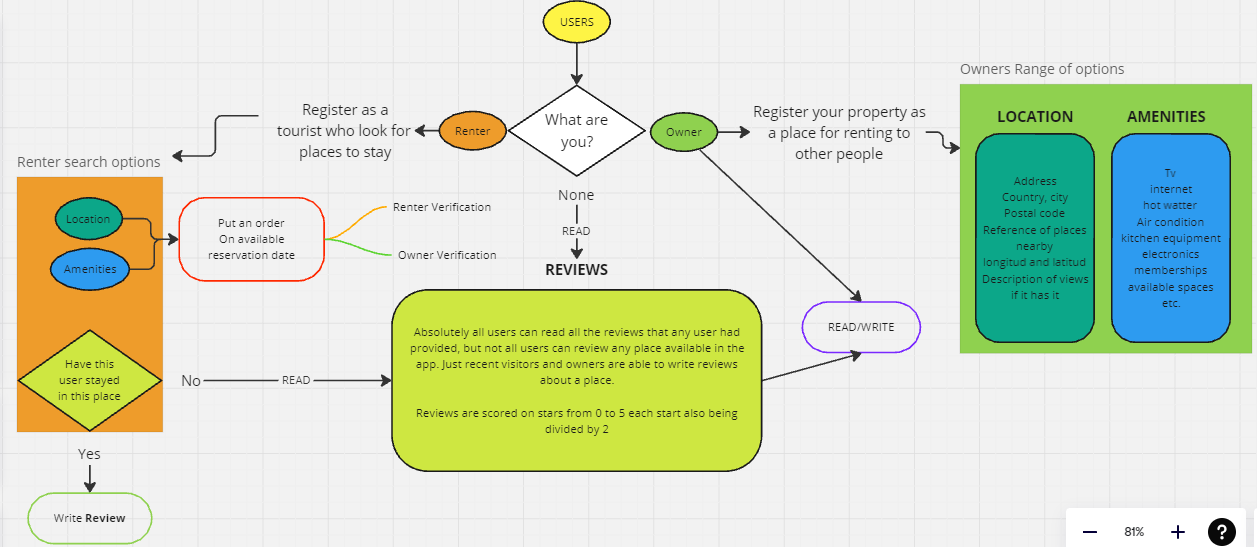 USERS
What are
you?
Renter
Owner
Register as a
tourist who look for
places to stay
Register your property as
a place for renting to
other people
Owners Range of options
LOCATION
Address
Country, city
Postal code
Reference of places
nearby
longitud and latitud
Description of views
if it has it
AMENITIES
Tv
internet
hot watter
Air condition
kitchen equipment
electronics
memberships
available spaces
etc.
Renter search options
Location
Amenities
Put an order
On available
reservation date
Renter Verification
Owner Verification
None
READ
REVIEWS
Absolutely all users can read all the reviews that any user had
provided, but not all users can review any place available in the
app. Just recent visitors and owners are able to write reviews
about a place.
Reviews are scored on stars from 0 to 5 each start also being
divided by 2
READ/WRITE
Have this
user stayed
in this place
No
READ
Yes
Write Review
81%
?